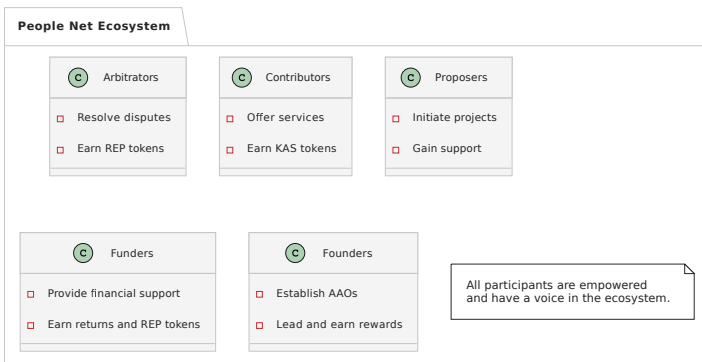 People Net Ecosystem
C Arbitrators
Resolve disputes
Earn REP tokens
C Contributors
Offer services
Earn KAS tokens
C Proposers
Initiate projects
Gain support
C Funders
Provide financial support
Earn returns and REP tokens
C Founders
Establish AAOs
Lead and earn rewards
All participants are empowered
and have a voice in the ecosystem.